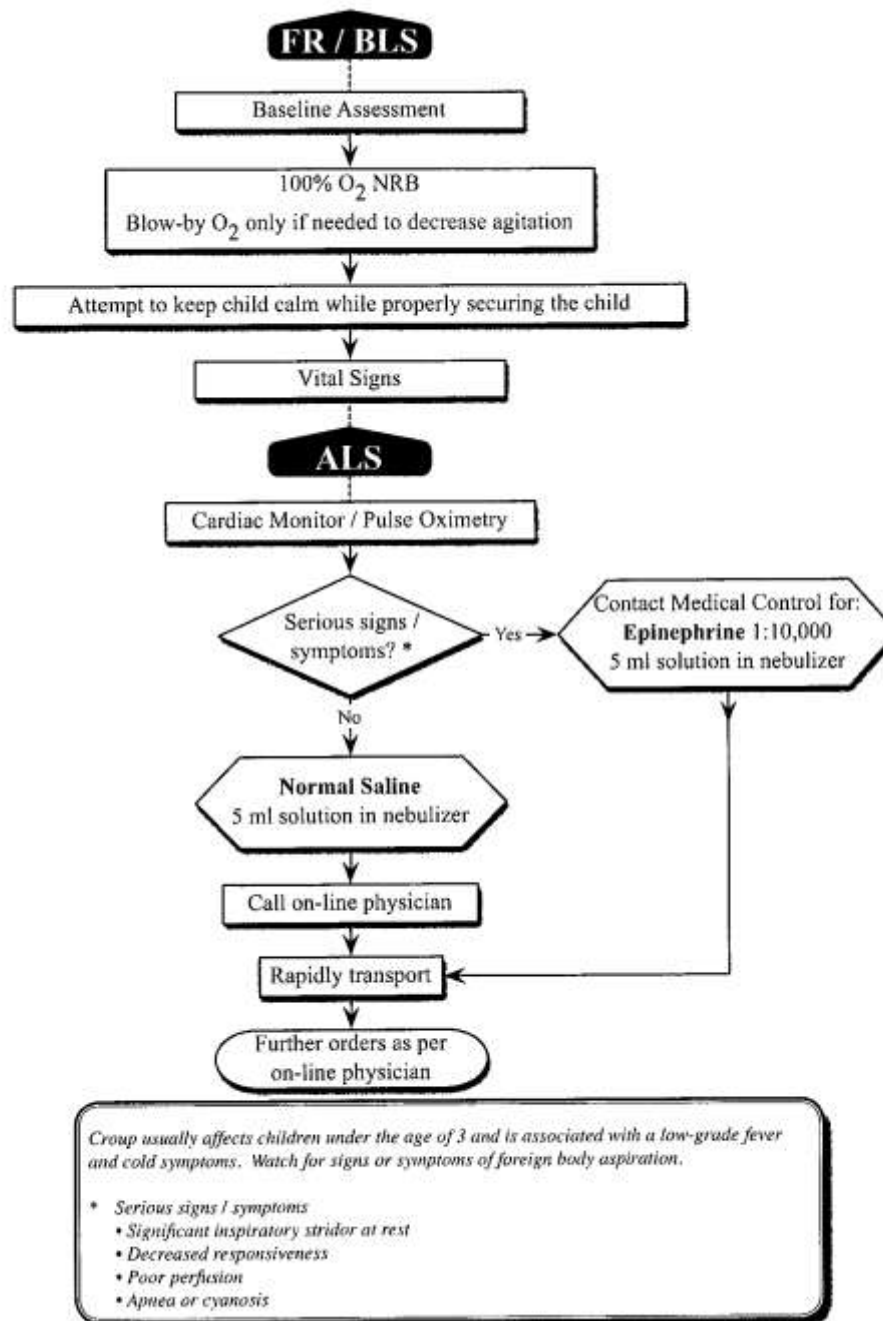 FR / BLS
Baseline Assessment
100% O2 NRB
Blow-by O2 only if needed to decrease agitation
Attempt to keep child calm while properly securing the child
Vital Signs
ALS
Cardiac Monitor / Pulse Oximetry
Serious signs /
symptoms? *
Yes
Contact Medical Control for:
Epinephrine 1:10,000
5 ml solution in nebulizer
No
Normal Saline
5 ml solution in nebulizer
Call on-line physician
Rapidly transport
Further orders as per
on-line physician
Croup usually affects children under the age of 3 and is associated with a low-grade fever
and cold symptoms. Watch for signs or symptoms of foreign body aspiration.
* Serious signs / symptoms
• Significant inspiratory stridor at rest
• Decreased responsiveness
• Poor perfusion
• Apnea or cyanosis